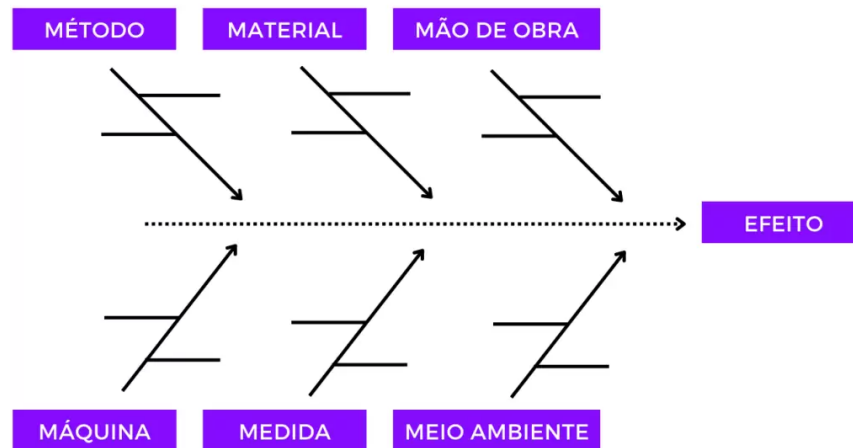 MÉTODO
MATERIAL
MÃO DE OBRA
EFEITO
MÁQUINA
MEDIDA
MEIO AMBIENTE